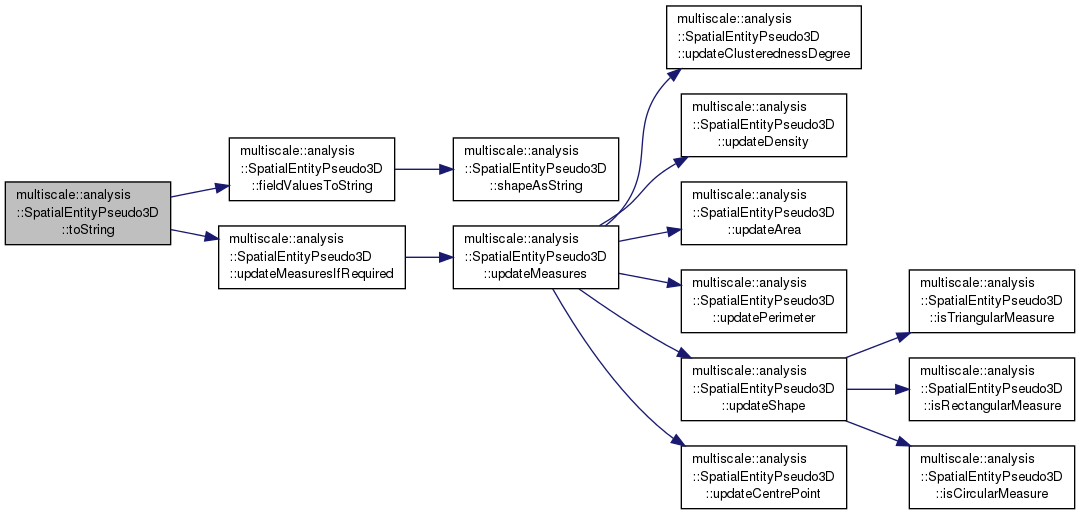 multiscale::analysis
::SpatialEntityPseudo3D
::toString
multiscale::analysis
::SpatialEntityPseudo3D
::fieldValuesToString
multiscale::analysis
::SpatialEntityPseudo3D
::updateMeasuresIfRequired
multiscale::analysis
::SpatialEntityPseudo3D
::shapeAsString
multiscale::analysis
::SpatialEntityPseudo3D
::updateMeasures
multiscale::analysis
::SpatialEntityPseudo3D
::updateClusterednessDegree
multiscale::analysis
::SpatialEntityPseudo3D
::updateDensity
multiscale::analysis
::SpatialEntityPseudo3D
::updateArea
multiscale::analysis
::SpatialEntityPseudo3D
::updatePerimeter
multiscale::analysis
::SpatialEntityPseudo3D
::updateShape
multiscale::analysis
::SpatialEntityPseudo3D
::updateCentrePoint
multiscale::analysis
::SpatialEntityPseudo3D
::isTriangularMeasure
multiscale::analysis
::SpatialEntityPseudo3D
::isRectangularMeasure
multiscale::analysis
::SpatialEntityPseudo3D
::isCircularMeasure